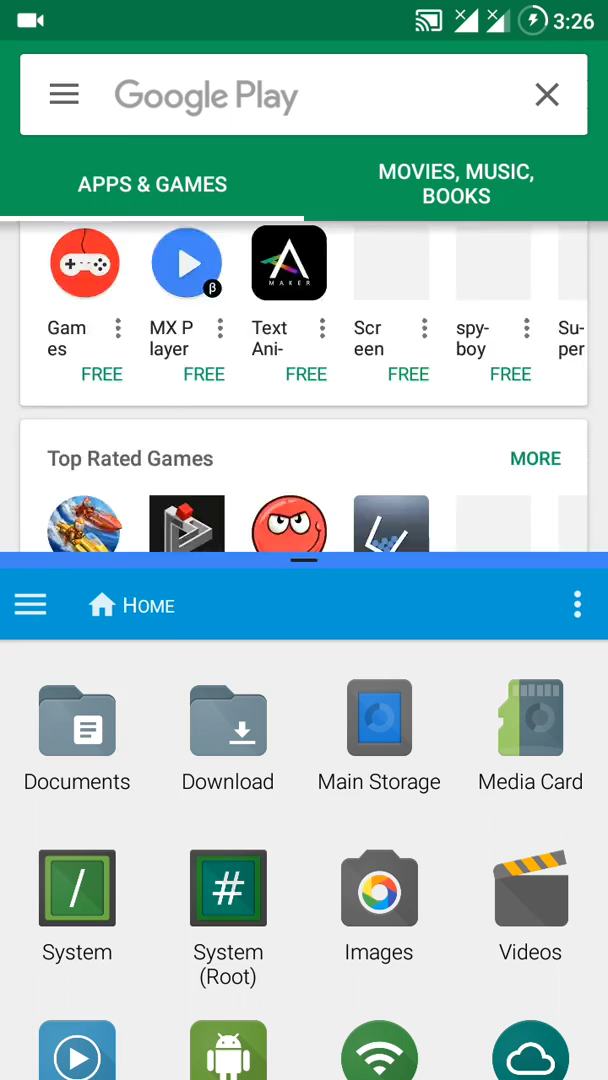 3:26
Google Play
APPS & GAMES
MOVIES, MUSIC,
BOOKS
A
MAKER
β
Gam
es
MX P
layer
Text
Ani-
Scr
een
spy-
boy
Su-
per
FREE
FREE
FREE
FREE
FREE
Top Rated Games
MORE
HOME
Documents
Download
Main Storage
Media Card
/
#
System
System
(Root)
Images
Videos